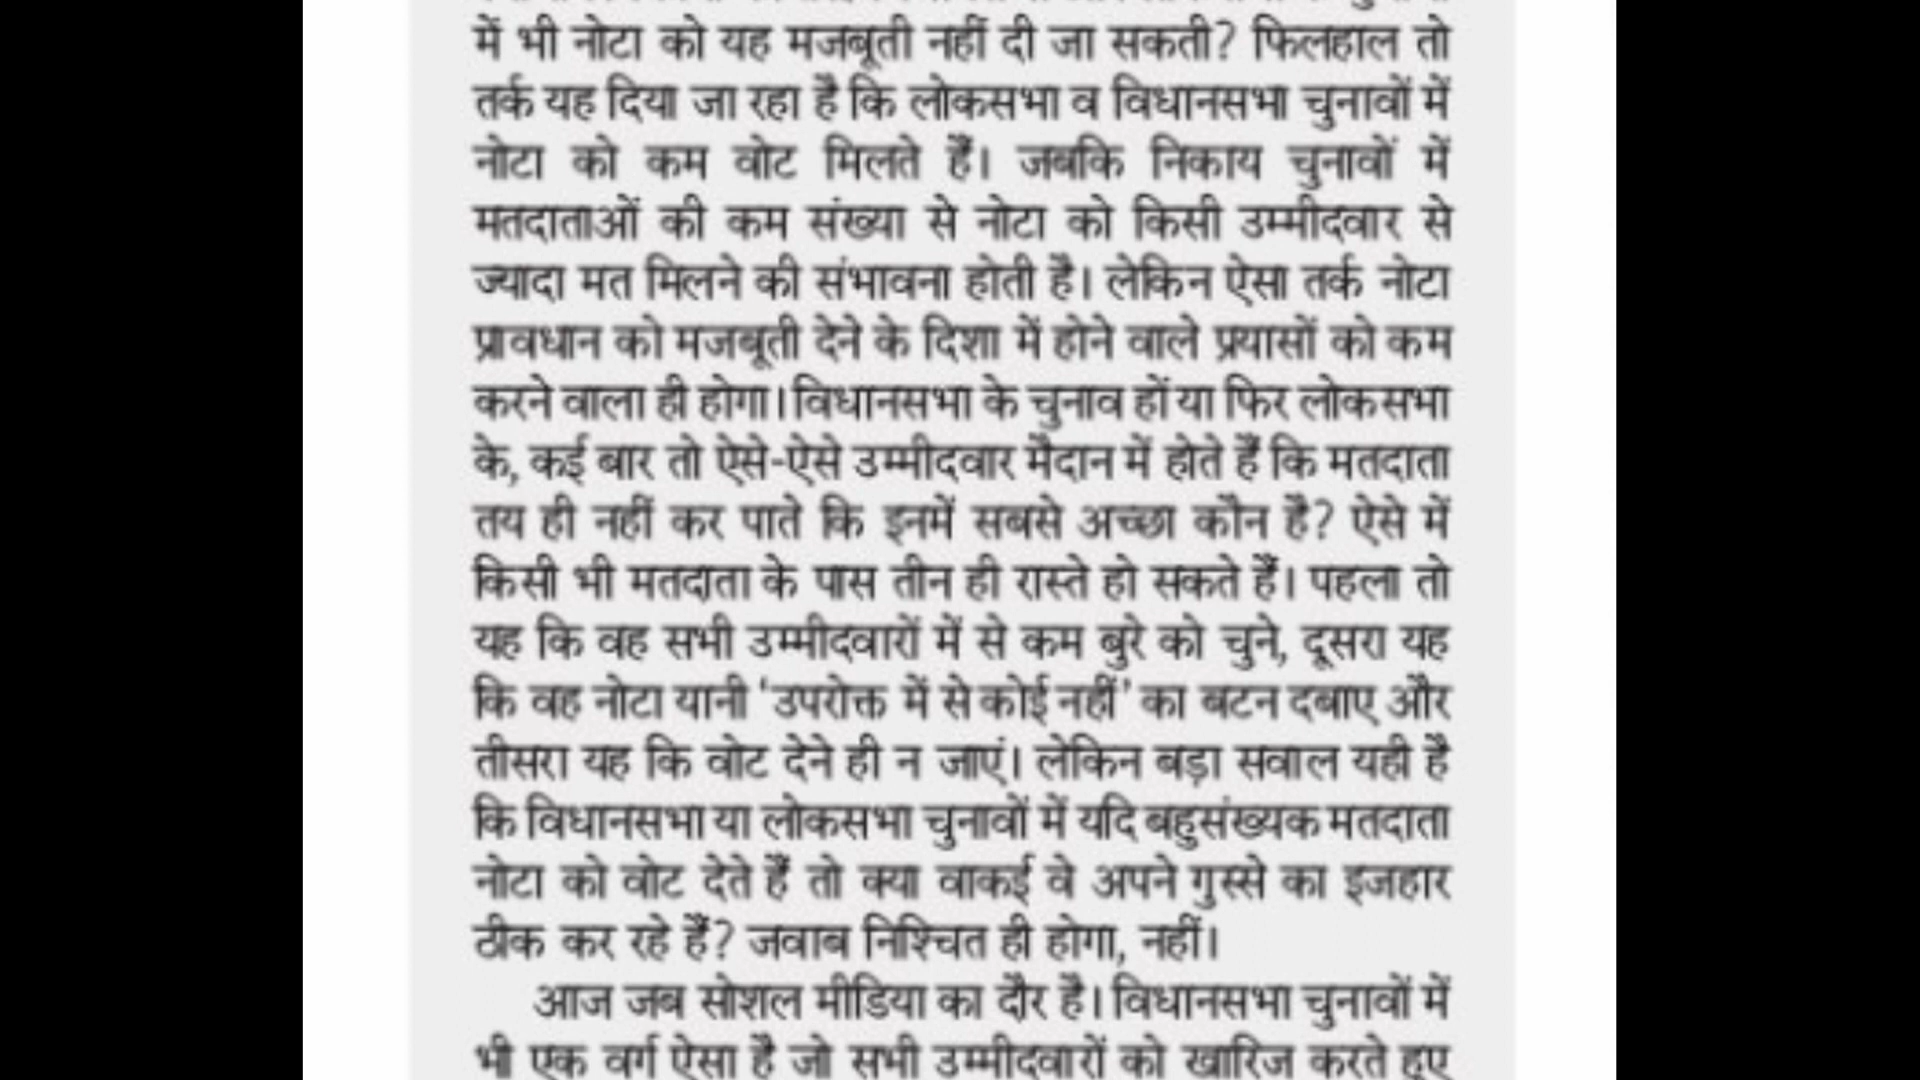 में भी नोटा को यह मजबूती नहीं दी जा सकती? फिलहाल तो
तर्क यह दिया जा रहा है कि लोकसभा व विधानसभा चुनावों में
नोटा को कम वोट मिलते हैं। जबकि निकाय चुनावों में
मतदाताओं की कम संख्या से नोटा को किसी उम्मीदवार से
ज्यादा मत मिलने की संभावना होती है। लेकिन ऐसा तर्क नोटा
प्रावधान को मजबूती देने के दिशा में होने वाले प्रयासों को कम
करने वाला ही होगा। विधानसभा के चुनाव हों या फिर लोकसभा
के, कई बार तो ऐसे-ऐसे उम्मीदवार मैदान में होते हैं कि मतदाता
तय ही नहीं कर पाते कि इनमें सबसे अच्छा कौन है? ऐसे में
किसी भी मतदाता के पास तीन ही रास्ते हो सकते हैं। पहला तो
यह कि वह सभी उम्मीदवारों में से कम बुरे को चुने, दूसरा यह
कि वह नोटा यानी ‘उपरोक्त में से कोई नहीं’ का बटन दबाए और
तीसरा यह कि वोट देने ही न जाएं। लेकिन बड़ा सवाल यही है
कि विधानसभा या लोकसभा चुनावों में यदि बहुसंख्यक मतदाता
नोटा को वोट देते हैं तो क्या वाकई वे अपने गुस्से का इजहार
ठीक कर रहे हैं? जवाब निश्चित ही होगा, नहीं।
आज जब सोशल मीडिया का दौर है। विधानसभा चुनावों में
भी एक वर्ग ऐसा है जो सभी उम्मीदवारों को खारिज करते हुए